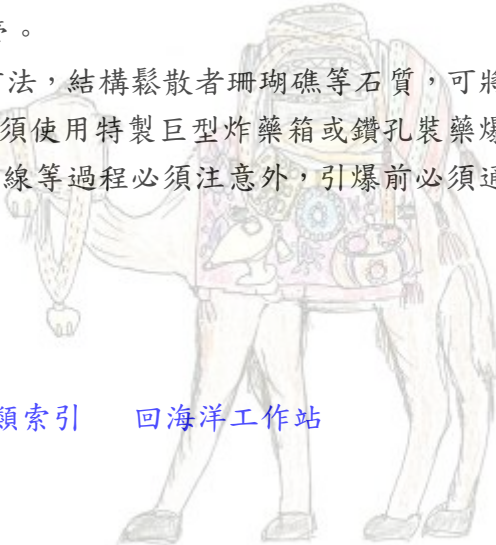 。
方法，結構鬆散者珊瑚礁等石質，可將
須使用特製巨型炸藥箱或鑽孔裝藥爆
線等過程必須注意外，引爆前必須通
類索引 回海洋工作站